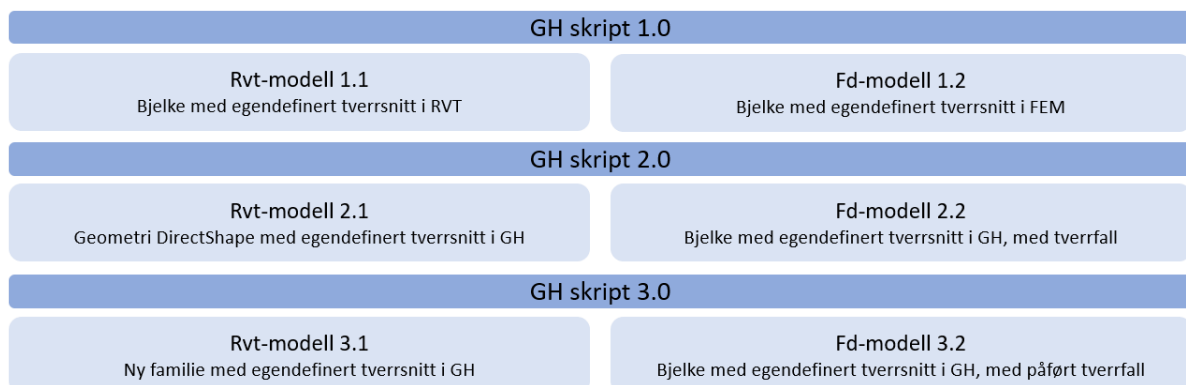 GH skript 1.0
Rvt-modell 1.1
Bjelke med egendefinert tverrsnitt i RVT
Fd-modell 1.2
Bjelke med egendefinert tverrsnitt i FEM
GH skript 2.0
Rvt-modell 2.1
Geometri DirectShape med egendefinert tverrsnitt i GH
Fd-modell 2.2
Bjelke med egendefinert tverrsnitt i GH, med tverrfall
GH skript 3.0
Rvt-modell 3.1
Ny familie med egendefinert tverrsnitt i GH
Fd-modell 3.2
Bjelke med egendefinert tverrsnitt i GH, med påført tverrfall